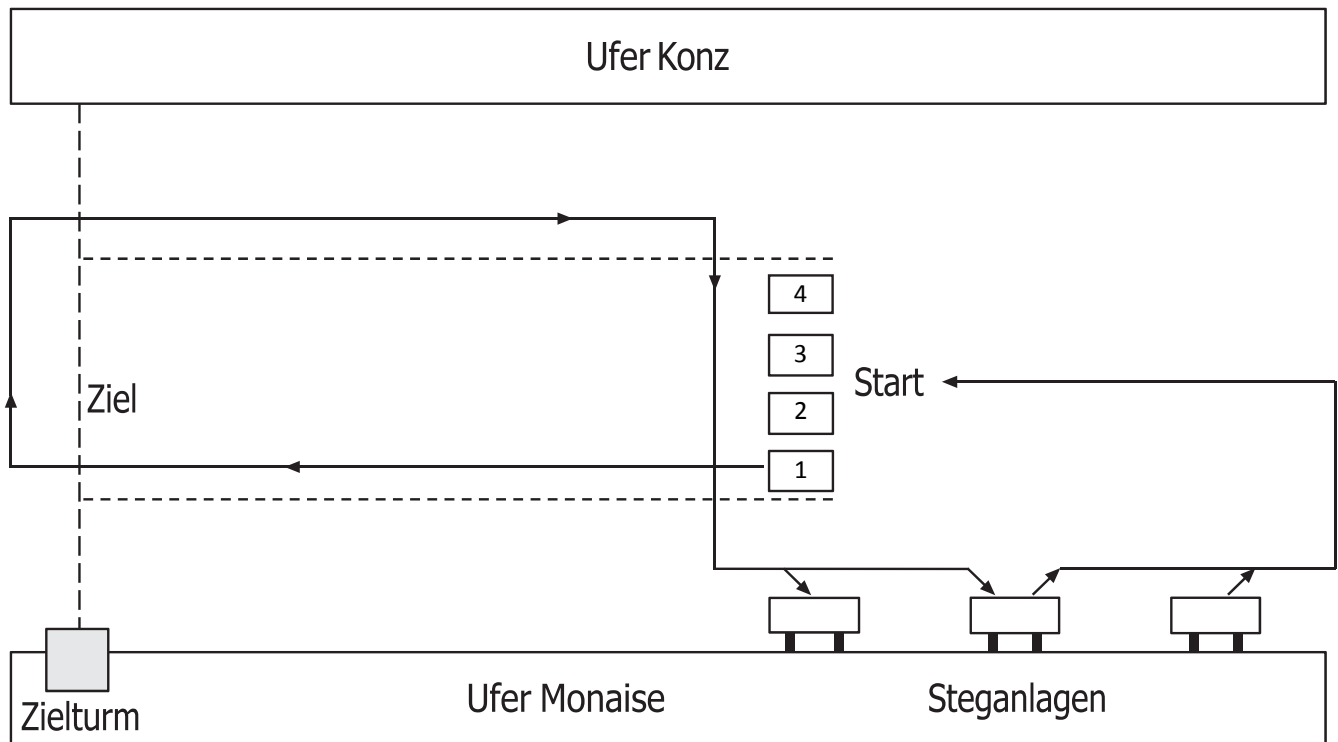 Ufer Konz
4
3
Start
Ziel
2
1
Ufer Monaise
Steganlagen
Zielturm